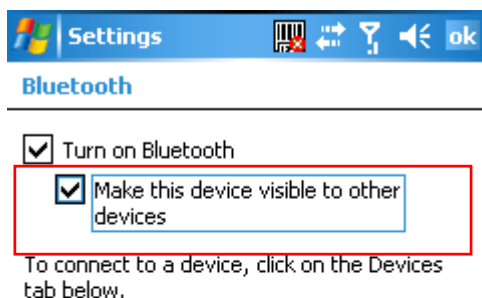 Settings ok
Bluetooth
Turn on Bluetooth
Make this device visible to other
devices
To connect to a device, click on the Devices
tab below.